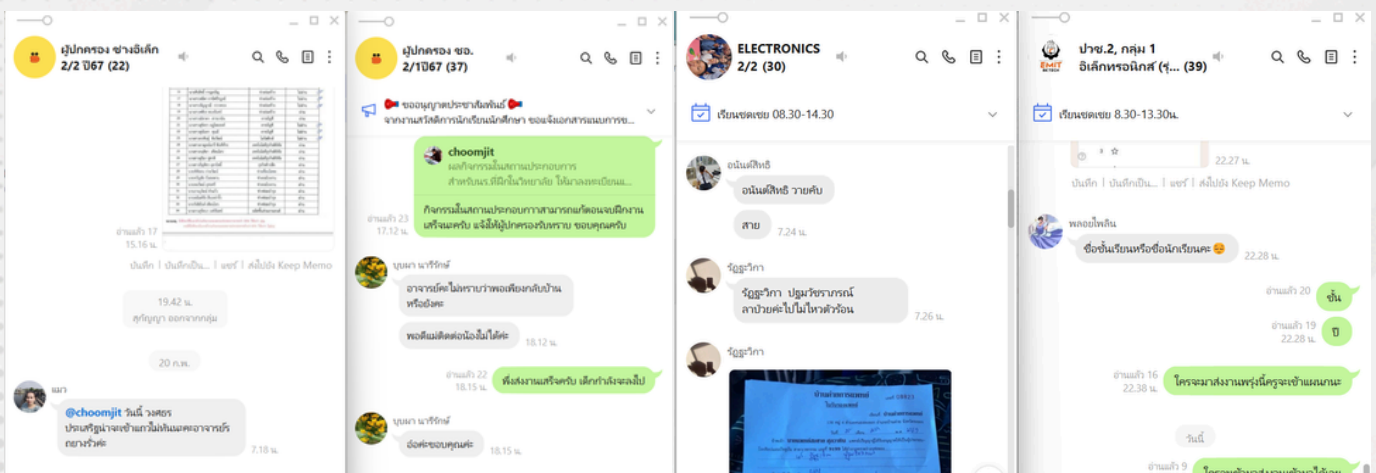 ผู้ปกครอง ช่างอิเล็ก
2/2 ปี67 (22)
อ่านแล้ว 17
15.16 น.
บันทึก | บันทึกเป็น... | แชร์ | ส่งไปยัง Keep Memo
19.42 น.
สุกัญญา ออกจากกลุ่ม
20 ก.พ.
แมว
@choomjit วันนี้ วงศธร
ประเสริฐน่าจะเข้าแถวไม่ทันนะคะอาจารย์ร
ถยางรั่วค่ะ
7.18 น.
ผู้ปกครอง ชอ.
2/1ปี67 (37)
ขออนุญาตประชาสัมพันธ์
จากงานสวัสดิการนักเรียนนักศึกษา ขอแจ้งเอกสารแนบการข...
choomjit
ผลกิจกรรมในสถานประกอบการ
สำหรับนร.ที่ฝึกในวิทยาลัย ให้มาลงทะเบียนแ...
กิจกรรมในสถานประกอบกาาสามารถแก้ตอนจบฝึกงาน
เสร็จนะครับ แจ้งให้ผู้ปกครองรับทราบ ขอบคุณครับ
อ่านแล้ว 23
17.12 น.
บุบผา นารีรักษ์
อาจารย์คะไม่ทราบว่าพอเพียงกลับบ้าน
หรือยังคะ
พอดีแม่ติดต่อน้องไม่ได้ค่ะ
18.12 น.
อ่านแล้ว 22
18.15 น.
พึ่งส่งงานเสร็จครับ เด็กกำลังจะลงไป
บุบผา นารีรักษ์
อ๋อค่ะขอบคุณค่ะ
18.15 น.
ELECTRONICS
2/2 (30)
เรียนชดเชย 08.30-14.30
อนันต์สิทธิ
อนันต์สิทธิ วายคับ
สาย
7.24 น.
รัฏฐะวิกา
รัฏฐะวิกา ปฐมวัชราภรณ์
ลาป่วยค่ะไปไม่ไหวตัวร้อน
7.26 น.
รัฏฐะวิกา
ปวช.2, กลุ่ม 1
อิเล็กทรอนิกส์ (รุ่... (39)
เรียนชดเชย 8.30-13.30น.
22.27 น.
บันทึก | บันทึกเป็น... | แชร์ | ส่งไปยัง Keep Memo
พลอยไพลิน
ชื่อชั้นเรียนหรือชื่อนักเรียนคะ
22.28 น.
อ่านแล้ว 20
ชั้น
อ่านแล้ว 19
22.28 น.
ปี
อ่านแล้ว 16
22.38 น.
ใครจะมาส่งงานพรุ่งนี้ครูจะเข้าแผนกนะ
วันนี้
อ่านแล้ว 9